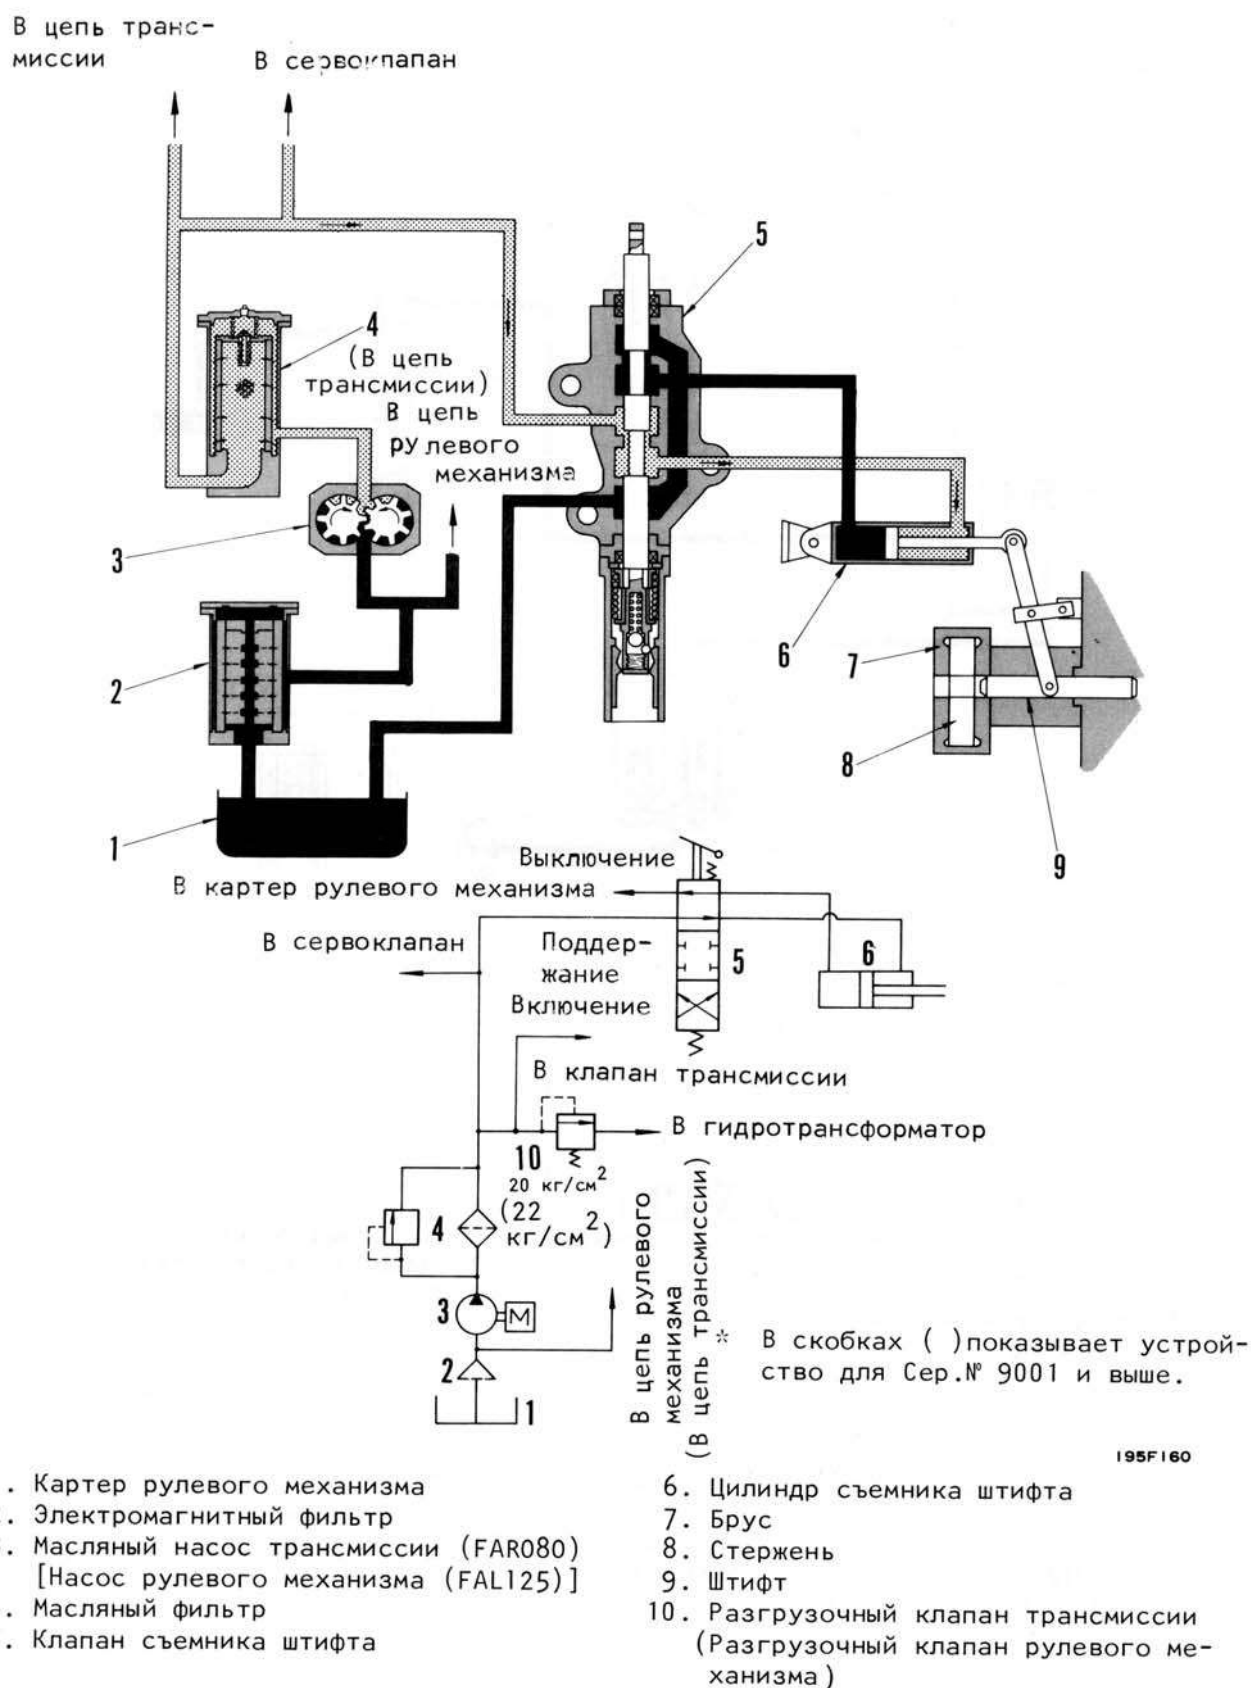 В цепь транс-
миссии
В сервоклапан
5
4
(В цепь
трансмиссии)
В цепь
рулевого
механизма
3
2
6
7
8
1
9
Выключение
В картер рулевого механизма
В сервоклапан
Поддер-
жание
5
6
Включение
В клапан трансмиссии
В гидротрансформатор
10
20 кг/см²
(22
кг/см²)
4
3
M
2
1
В цепь рулевого
механизма
(В цепь трансмиссии)
* В скобках ( )показывает устрой-
ство для Сер.№ 9001 и выше.
195F160
. Картер рулевого механизма
. Электромагнитный фильтр
. Масляный насос трансмиссии (FAR080)
[Насос рулевого механизма (FAL125)]
. Масляный фильтр
. Клапан съемника штифта
6. Цилиндр съемника штифта
7. Брус
8. Стержень
9. Штифт
10. Разгрузочный клапан трансмиссии
(Разгрузочный клапан рулевого ме-
ханизма)